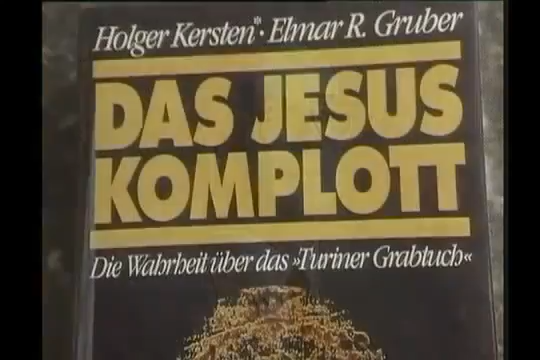 Holger Kersten*· Elmar R. Gruber
DAS JESUS
KOMPLOTT
Die Wahrheit über das »Turiner Grabtuch«